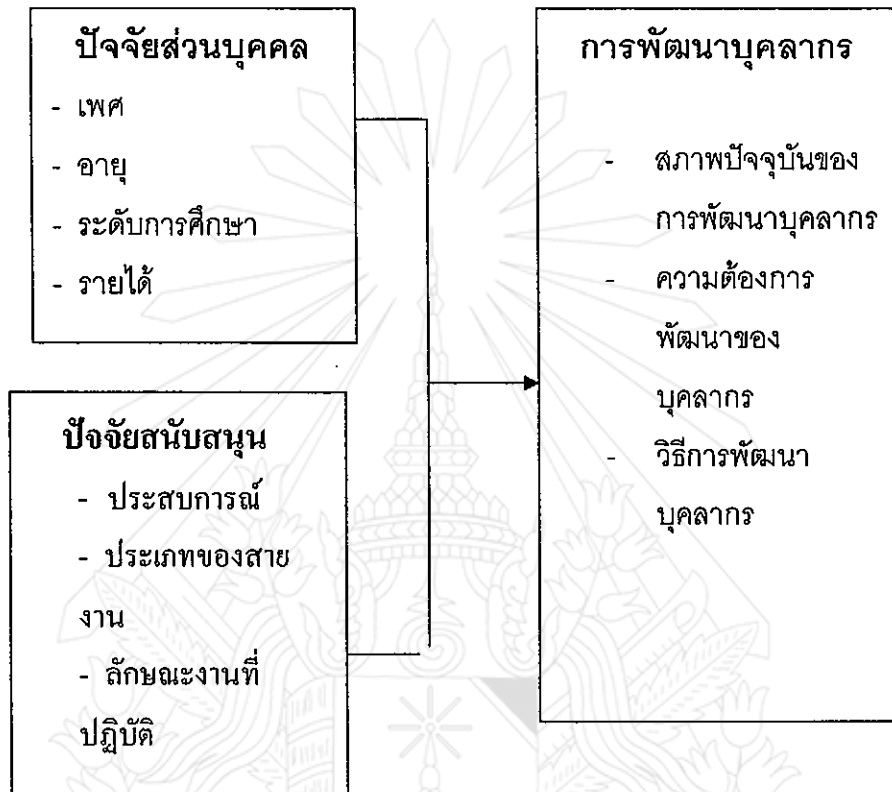 ปัจจัยส่วนบุคคล
- เพศ
- อายุ
- ระดับการศึกษา
- รายได้
ปัจจัยสนับสนุน
- ประสบการณ์
- ประเภทของสาย
งาน
- ลักษณะงานที่
ปฏิบัติ
การพัฒนาบุคลากร
- สภาพปัจจุบันของ
การพัฒนาบุคลากร
- ความต้องการ
พัฒนาของ
บุคลากร
- วิธีการพัฒนา
บุคลากร